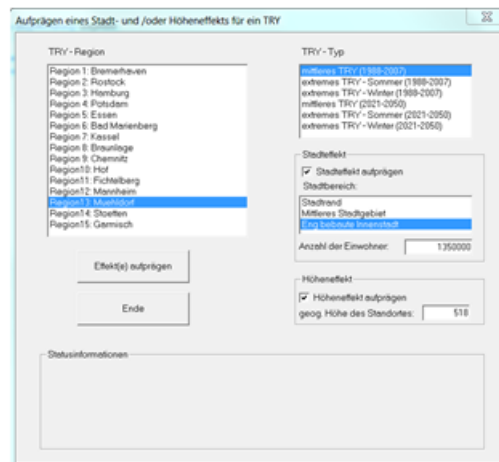 Aufprägen eines Stadt- und /oder Höheneffekts für ein TRY
TRY - Region
Region 1: Bremerhaven
Region 2: Rostock
Region 3: Hamburg
Region 4: Potsdam
Region 5: Essen
Region 6: Bad Marienberg
Region 7: Kassel
Region 8: Braunlage
Region 9: Chemnitz
Region10: Hof
Region11: Fichtelberg
Region12: Mannheim
Region13: Muehldorf
Region14: Stoetten
Region15: Garmisch
Effekt(e) aufprägen
Ende
TRY - Typ
mittleres TRY (1988-2007)
extremes TRY - Sommer (1988-2007)
extremes TRY - Winter (1988-2007)
mittleres TRY (2021-2050)
extremes TRY - Sommer (2021-2050)
extremes TRY - Winter (2021-2050)
Stadteffekt
Stadteffekt aufprägen
Stadtbereich:
Stadtrand
Mittleres Stadtgebiet
Eng bebaute Innenstadt
Anzahl der Einwohner: 1350000
Höheneffekt
Höheneffekt aufprägen
geog. Höhe des Standortes: 518
Statusinformationen